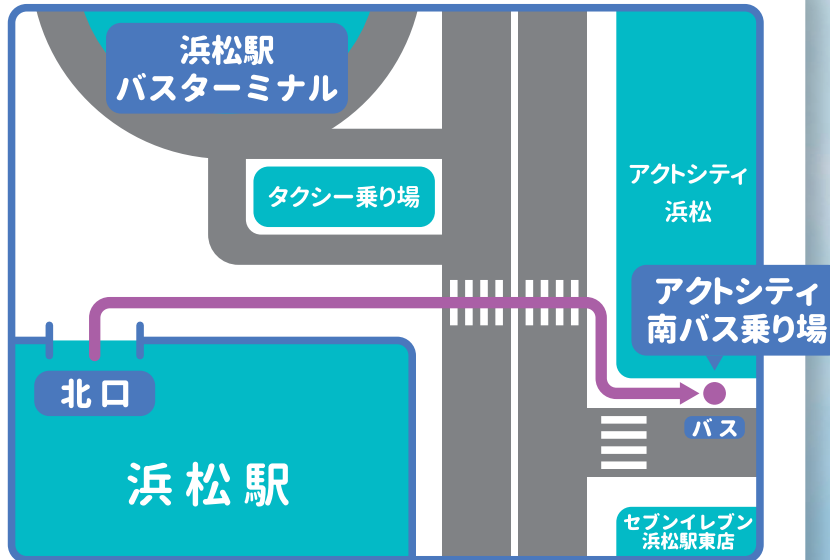 浜松駅
バスターミナル
タクシー乗り場
アクトシティ
浜松
アクトシティ
南バス乗り場
北口
バス
浜松駅
セブンイレブン
浜松駅東店